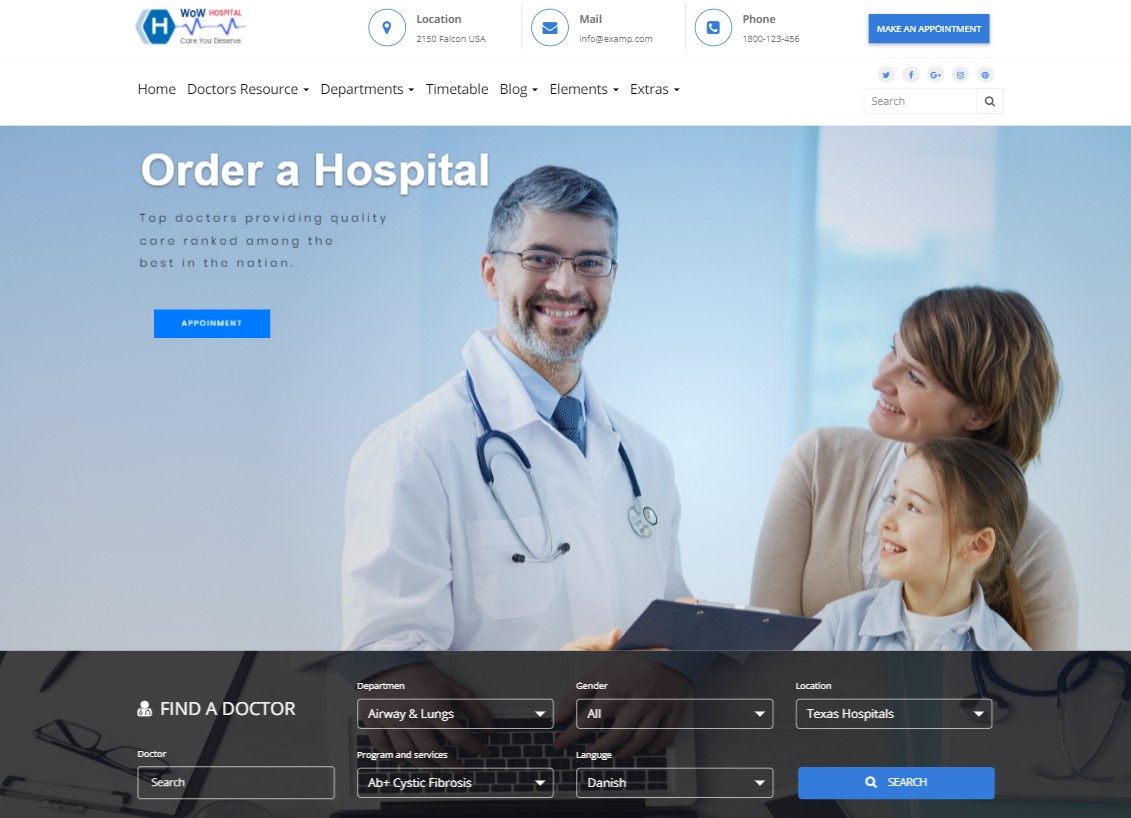 WoW HOSPITAL
Care You Deserve
Location
2150 Falcon USA
Mail
info@examp.com
Phone
1800-123-456
MAKE AN APPOINTMENT
Home Doctors Resource Departments Timetable Blog Elements Extras
Search
Order a Hospital
Top doctors providing quality
care ranked among the
best in the nation.
APPOINMENT
FIND A DOCTOR
Departmen
Airway & Lungs
Gender
All
Location
Texas Hospitals
Doctor
Search
Program and services
Ab+ Cystic Fibrosis
Languge
Danish
SEARCH